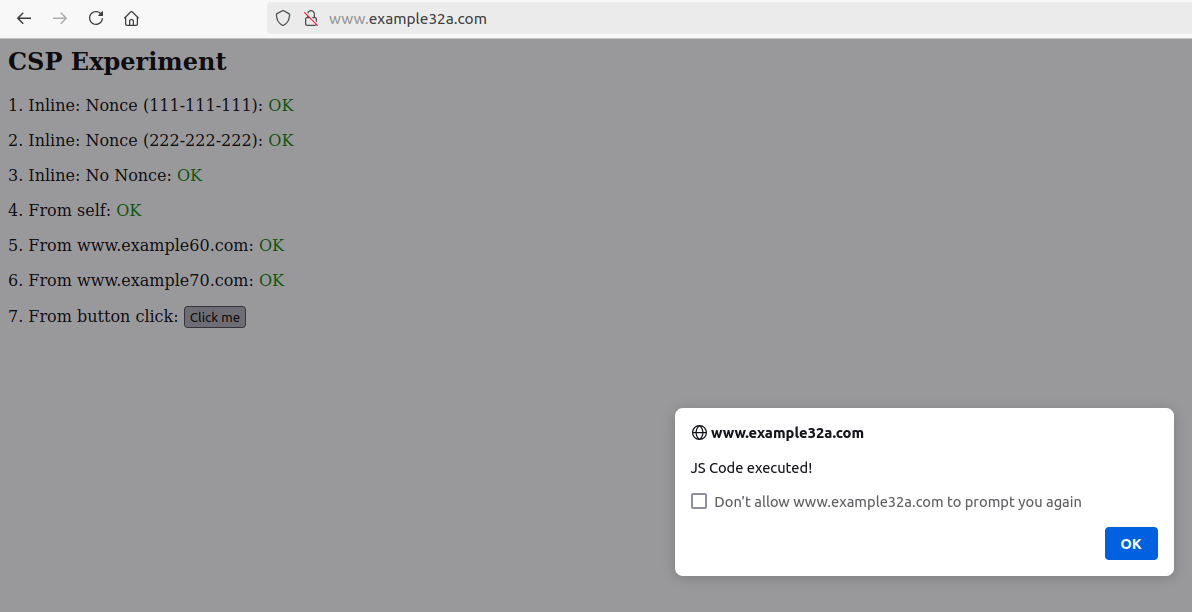 www.example32a.com
CSP Experiment
1. Inline: Nonce (111-111-111): OK
2. Inline: Nonce (222-222-222): OK
3. Inline: No Nonce: OK
4. From self: OK
5. From www.example60.com: OK
6. From www.example70.com: OK
7. From button click: Click me
www.example32a.com
JS Code executed!
Don’t allow www.example32a.com to prompt you again
OK